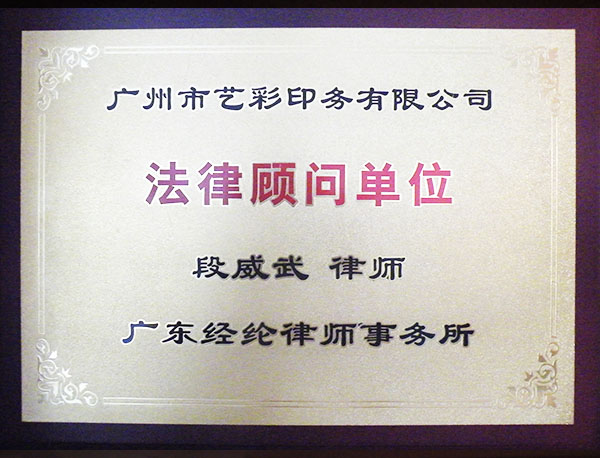 广州市艺彩印务有限公司
法律顾问单位
段威武 律师
广东经纶律师事务所